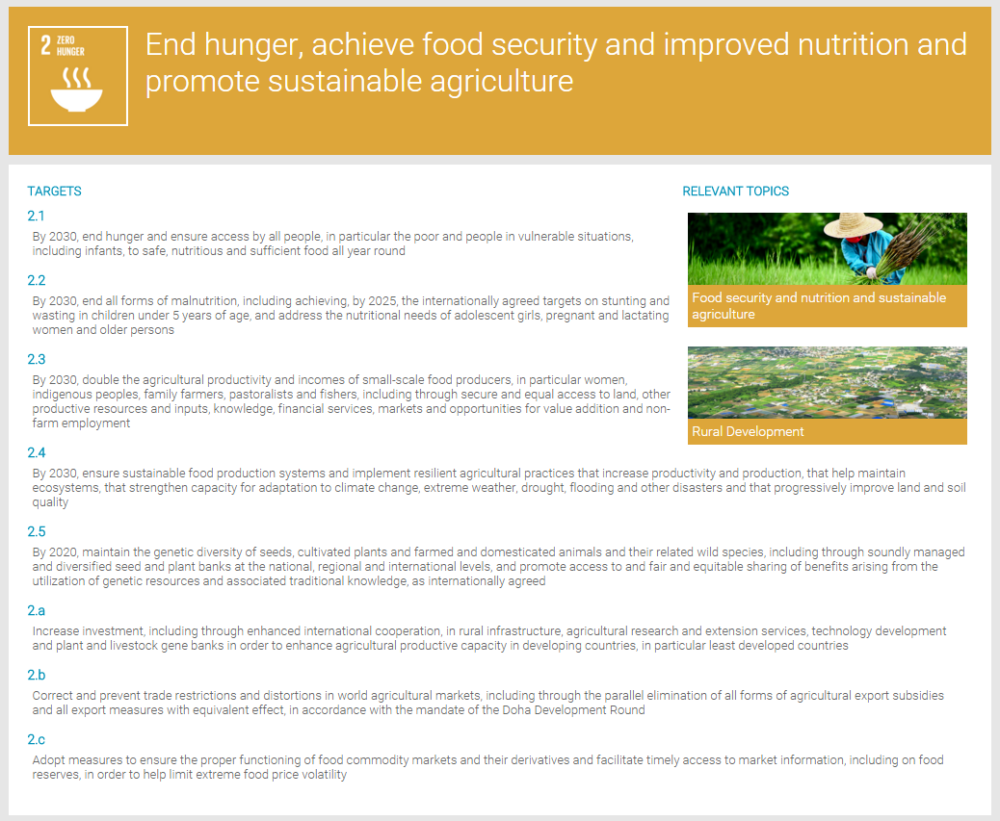 2 ZERO
HUNGER
End hunger, achieve food security and improved nutrition and
promote sustainable agriculture
TARGETS
2.1
By 2030, end hunger and ensure access by all people, in particular the poor and people in vulnerable situations,
including infants, to safe, nutritious and sufficient food all year round
2.2
By 2030, end all forms of malnutrition, including achieving, by 2025, the internationally agreed targets on stunting and
wasting in children under 5 years of age, and address the nutritional needs of adolescent girls, pregnant and lactating
women and older persons
2.3
By 2030, double the agricultural productivity and incomes of small-scale food producers, in particular women,
indigenous peoples, family farmers, pastoralists and fishers, including through secure and equal access to land, other
productive resources and inputs, knowledge, financial services, markets and opportunities for value addition and non-
farm employment
RELEVANT TOPICS
Food security and nutrition and sustainable
agriculture
Rural Development
2.4
By 2030, ensure sustainable food production systems and implement resilient agricultural practices that increase productivity and production, that help maintain
ecosystems, that strengthen capacity for adaptation to climate change, extreme weather, drought, flooding and other disasters and that progressively improve land and soil
quality
2.5
By 2020, maintain the genetic diversity of seeds, cultivated plants and farmed and domesticated animals and their related wild species, including through soundly managed
and diversified seed and plant banks at the national, regional and international levels, and promote access to and fair and equitable sharing of benefits arising from the
utilization of genetic resources and associated traditional knowledge, as internationally agreed
2.a
Increase investment, including through enhanced international cooperation, in rural infrastructure, agricultural research and extension services, technology development
and plant and livestock gene banks in order to enhance agricultural productive capacity in developing countries, in particular least developed countries
2.b
Correct and prevent trade restrictions and distortions in world agricultural markets, including through the parallel elimination of all forms of agricultural export subsidies
and all export measures with equivalent effect, in accordance with the mandate of the Doha Development Round
2.c
Adopt measures to ensure the proper functioning of food commodity markets and their derivatives and facilitate timely access to market information, including on food
reserves, in order to help limit extreme food price volatility